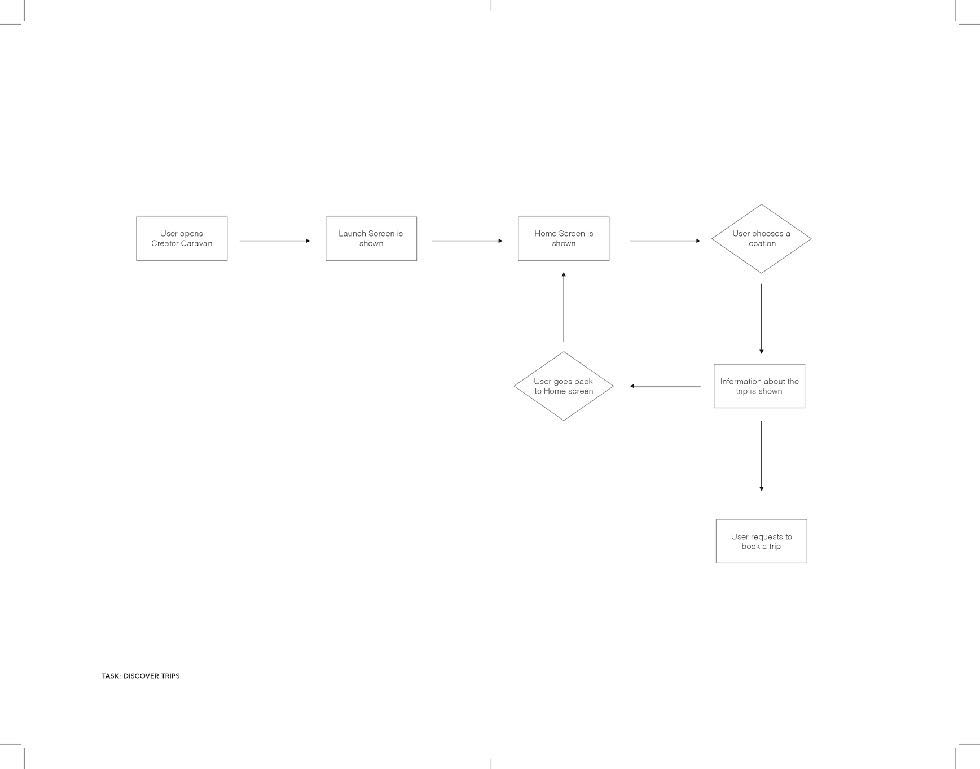 User opens
Creator Caravan
Launch Screen is
shown
Home Screen is
shown
User chooses a
User goes back
to Home screen
Information about the
trip is shown
User requests to
book a trip
TASK: DISCOVER TRIPS